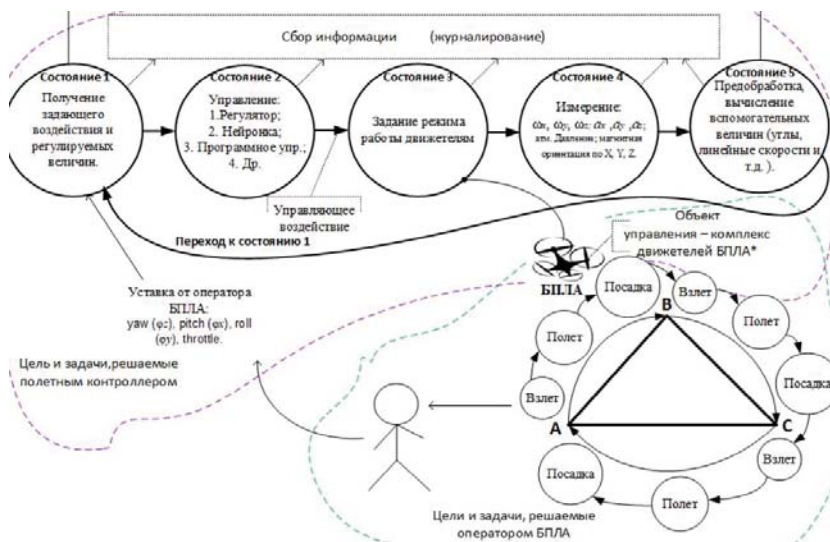 Сбор информации (журналирование)
Состояние 1
Получение
задающего
воздействия и
регулируемых
величин.
Состояние 2
Управление:
1.Регулятор;
2. Нейронка;
3. Программное упр.;
4. Др.
Состояние 3
Задание режима
работы движетелям
Состояние 4
Измерение:
ωx, ωy, ωz; ax ,ay ,az;
атм. Давления; магнитная
ориентация по X, Y, Z.
Состояние 5
Предобработка,
вычисление
вспомогательных
величин (углы,
линейные скорости и
т.д. ).
Управляющее
воздействие
Переход к состоянию 1
Объект
управления – комплекс
движетелей БПЛА*
БПЛА
Уставка от оператора
БПЛА:
yaw (φz), pitch (φx), roll
(φy), throttle.
Цель и задачи,решаемые
полетным контроллером
Взлет
Полет
Посадка
B
Взлет
Полет
Посадка
A
C
Взлет
Полет
Посадка
Цели и задачи, решаемые
оператором БПЛА